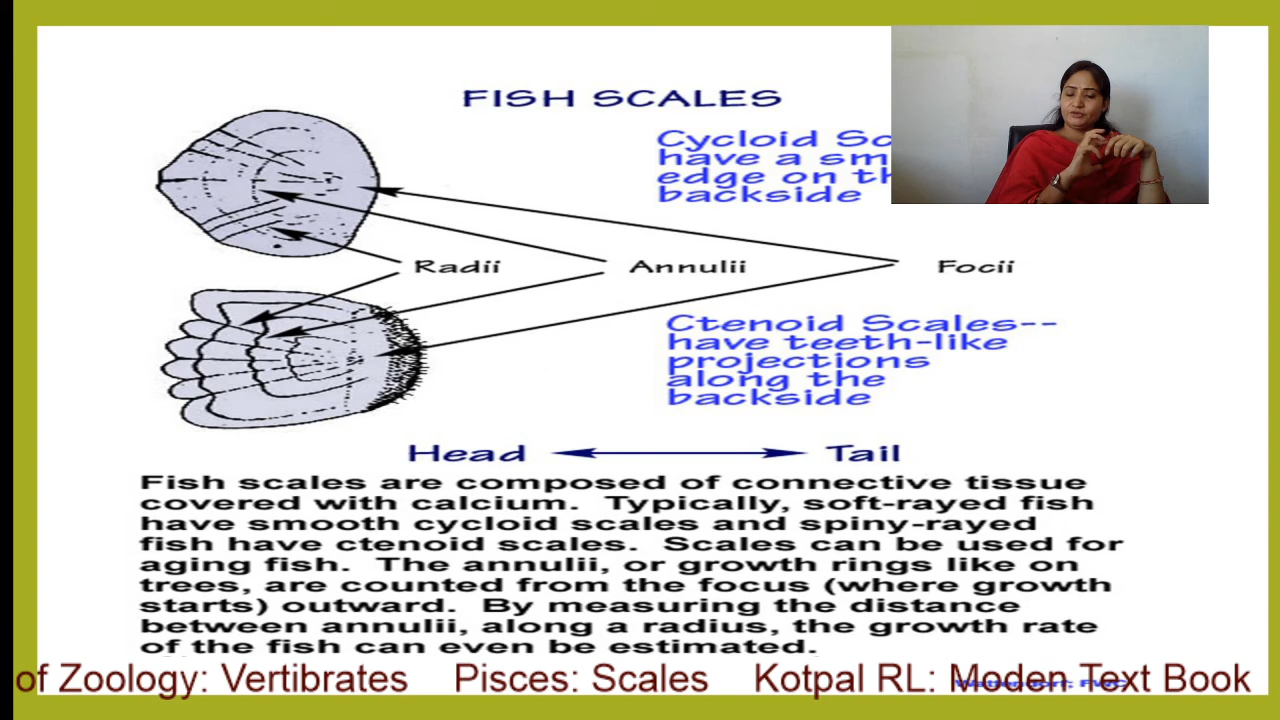 FISH SCALES
Cycloid Sc
have a sm
edge on th
backside
Radii
Annulii
Focii
Ctenoid Scales--
have teeth-like
projections
along the
backside
Head
Tail
Fish scales are composed of connective tissue
covered with calcium. Typically, soft-rayed fish
have smooth cycloid scales and spiny-rayed
fish have ctenoid scales. Scales can be used for
aging fish. The annulii, or growth rings like on
trees, are counted from the focus (where growth
starts) outward. By measuring the distance
between annulii, along a radius, the growth rate
of the fish can even be estimated.
of Zoology: Vertibrates Pisces: Scales Kotpal RL: Moden Text Book